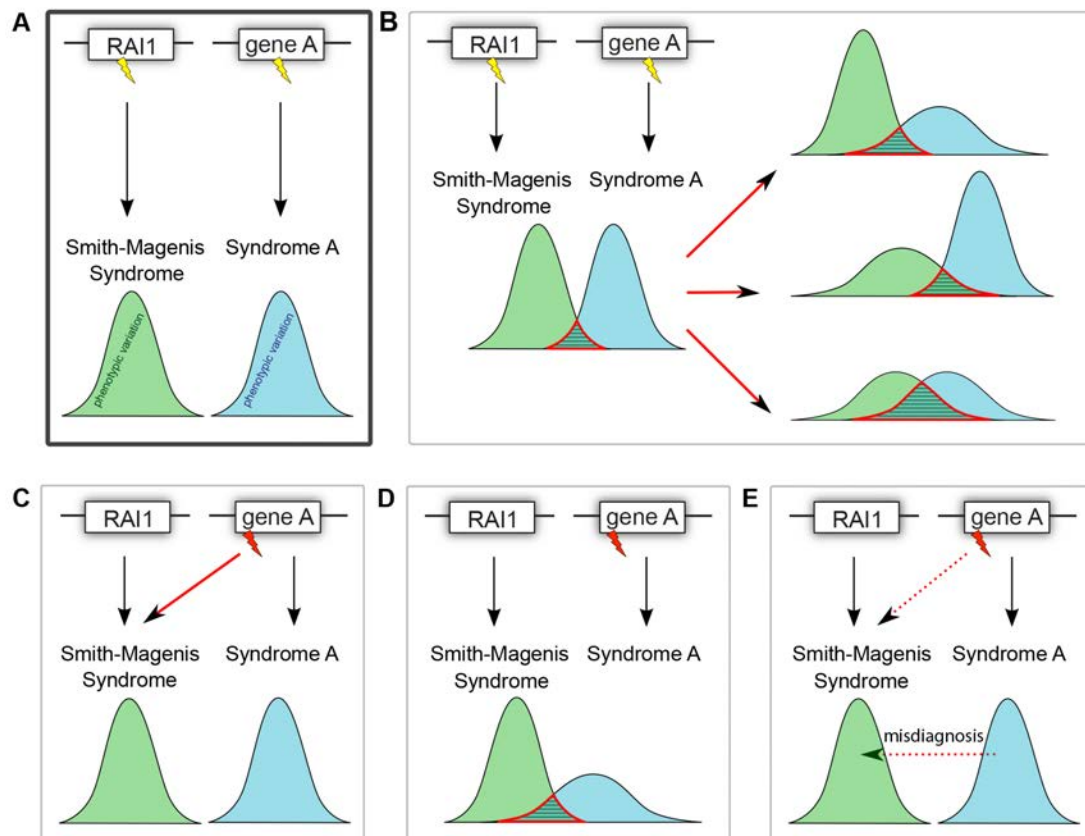 A
RAI1
gene A
Smith-Magenis
Syndrome
Syndrome A
phenotypic variation
phenotypic variation
B
RAI1
gene A
Smith-Magenis
Syndrome
Syndrome A
C
RAI1
gene A
Smith-Magenis
Syndrome
Syndrome A
D
RAI1
gene A
Smith-Magenis
Syndrome
Syndrome A
E
RAI1
gene A
Smith-Magenis
Syndrome
Syndrome A
misdiagnosis